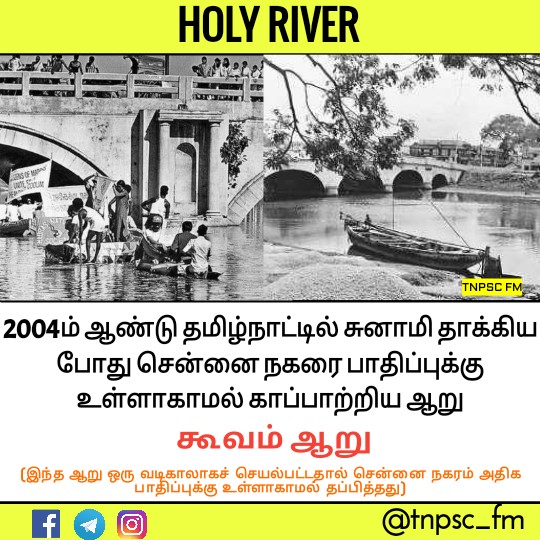 HOLY RIVER
TNPSC FM
2004ம் ஆண்டு தமிழ்நாட்டில் சுனாமி தாக்கிய
போது சென்னை நகரை பாதிப்புக்கு
உள்ளாகாமல் காப்பாற்றிய ஆறு
கூவம் ஆறு
(இந்த ஆறு ஒரு வடிகாலாகச் செயல்பட்டதால் சென்னை நகரம் அதிக
பாதிப்புக்கு உள்ளாகாமல் தப்பித்தது)
@tnpsc_fm